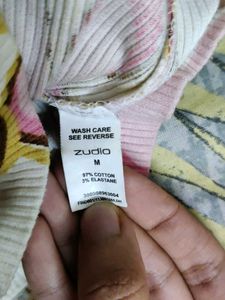 WASH CARE
SEE REVERSE
zudio
M
97% COTTON
3% ELASTANE